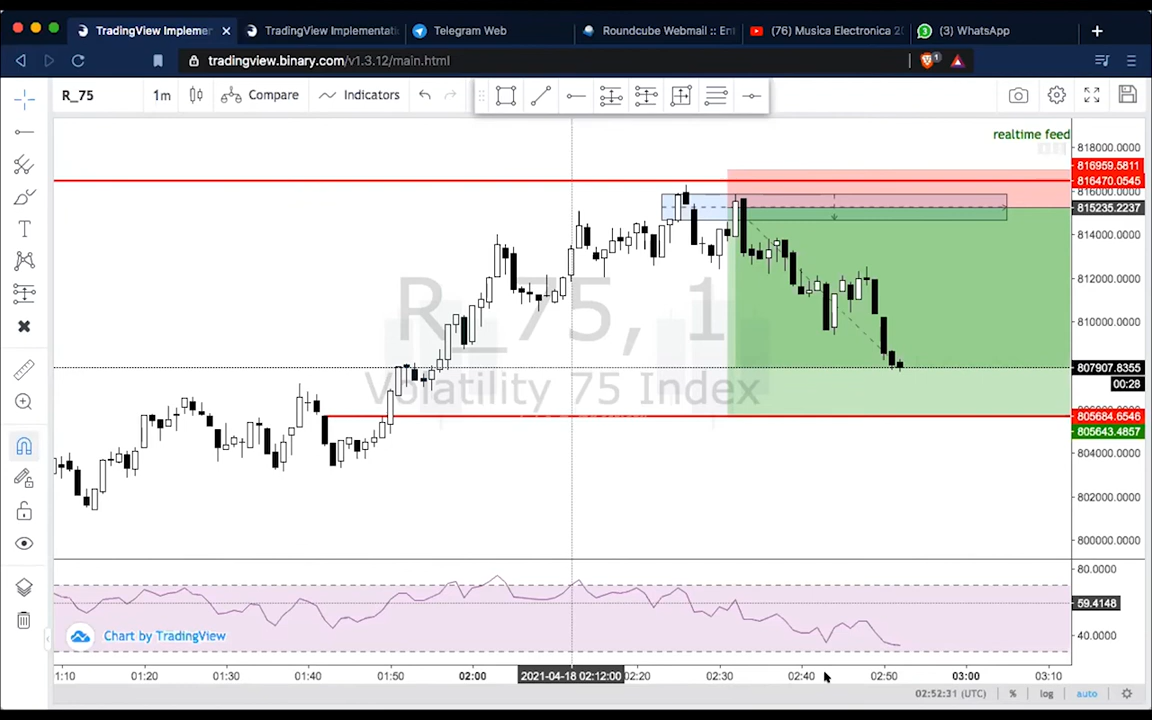 TradingView Implemen
TradingView Implementati
Telegram Web
Roundcube Webmail :: En
(76) Musica Electronica 20
(3) WhatsApp
tradingview.binary.com/v1.3.12/main.html
1
R_75
1m
Compare
Indicators
realtime feed
818000.0000
816959.5811
816470.0545
816000.0000
815235.2237
814000.0000
812000.0000
810000.0000
807907.8355
00:28
805684.6546
805643.4857
804000.0000
802000.0000
800000.0000
R_75, 1
Volatility 75 Index
80.0000
59.4148
40.0000
Chart by TradingView
1:10
01:20
01:30
01:40
01:50
02:00
2021-04-18 02:12:00
02:20
02:30
02:40
02:50
03:00
03:10
02:52:31 (UTC)
%
log
auto